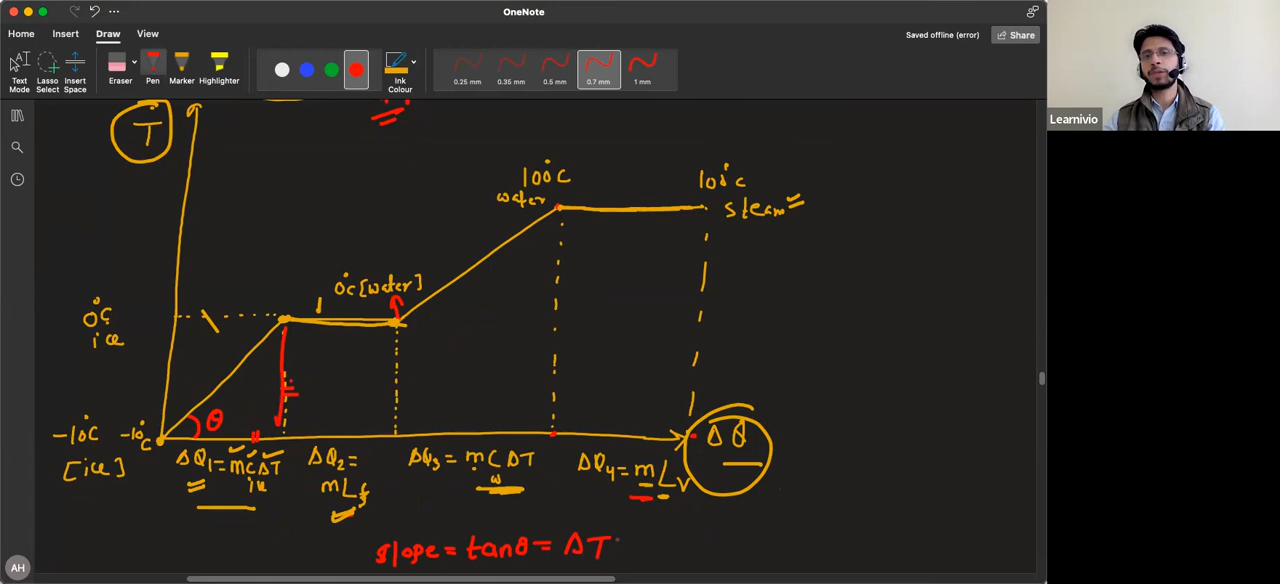 OneNote
Home Insert Draw View
Saved offline (error) Share
Text Mode
Lasso Select
Insert Space
Eraser
Pen
Marker
Highlighter
Ink Colour
0.25 mm 0.35 mm 0.5 mm 0.7 mm 1 mm
Learnivio
T
100°C
water
100°C
steam
0°C [water]
0°C
ice
θ
-10°C
[ice]
-10°C
ΔQ
ΔQ₁ = mCΔT
ice
ΔQ₂ =
mL_f
ΔQ₃ = mC_wΔT
ΔQ₄ = mL_v
slope = tanθ = ΔT
AH